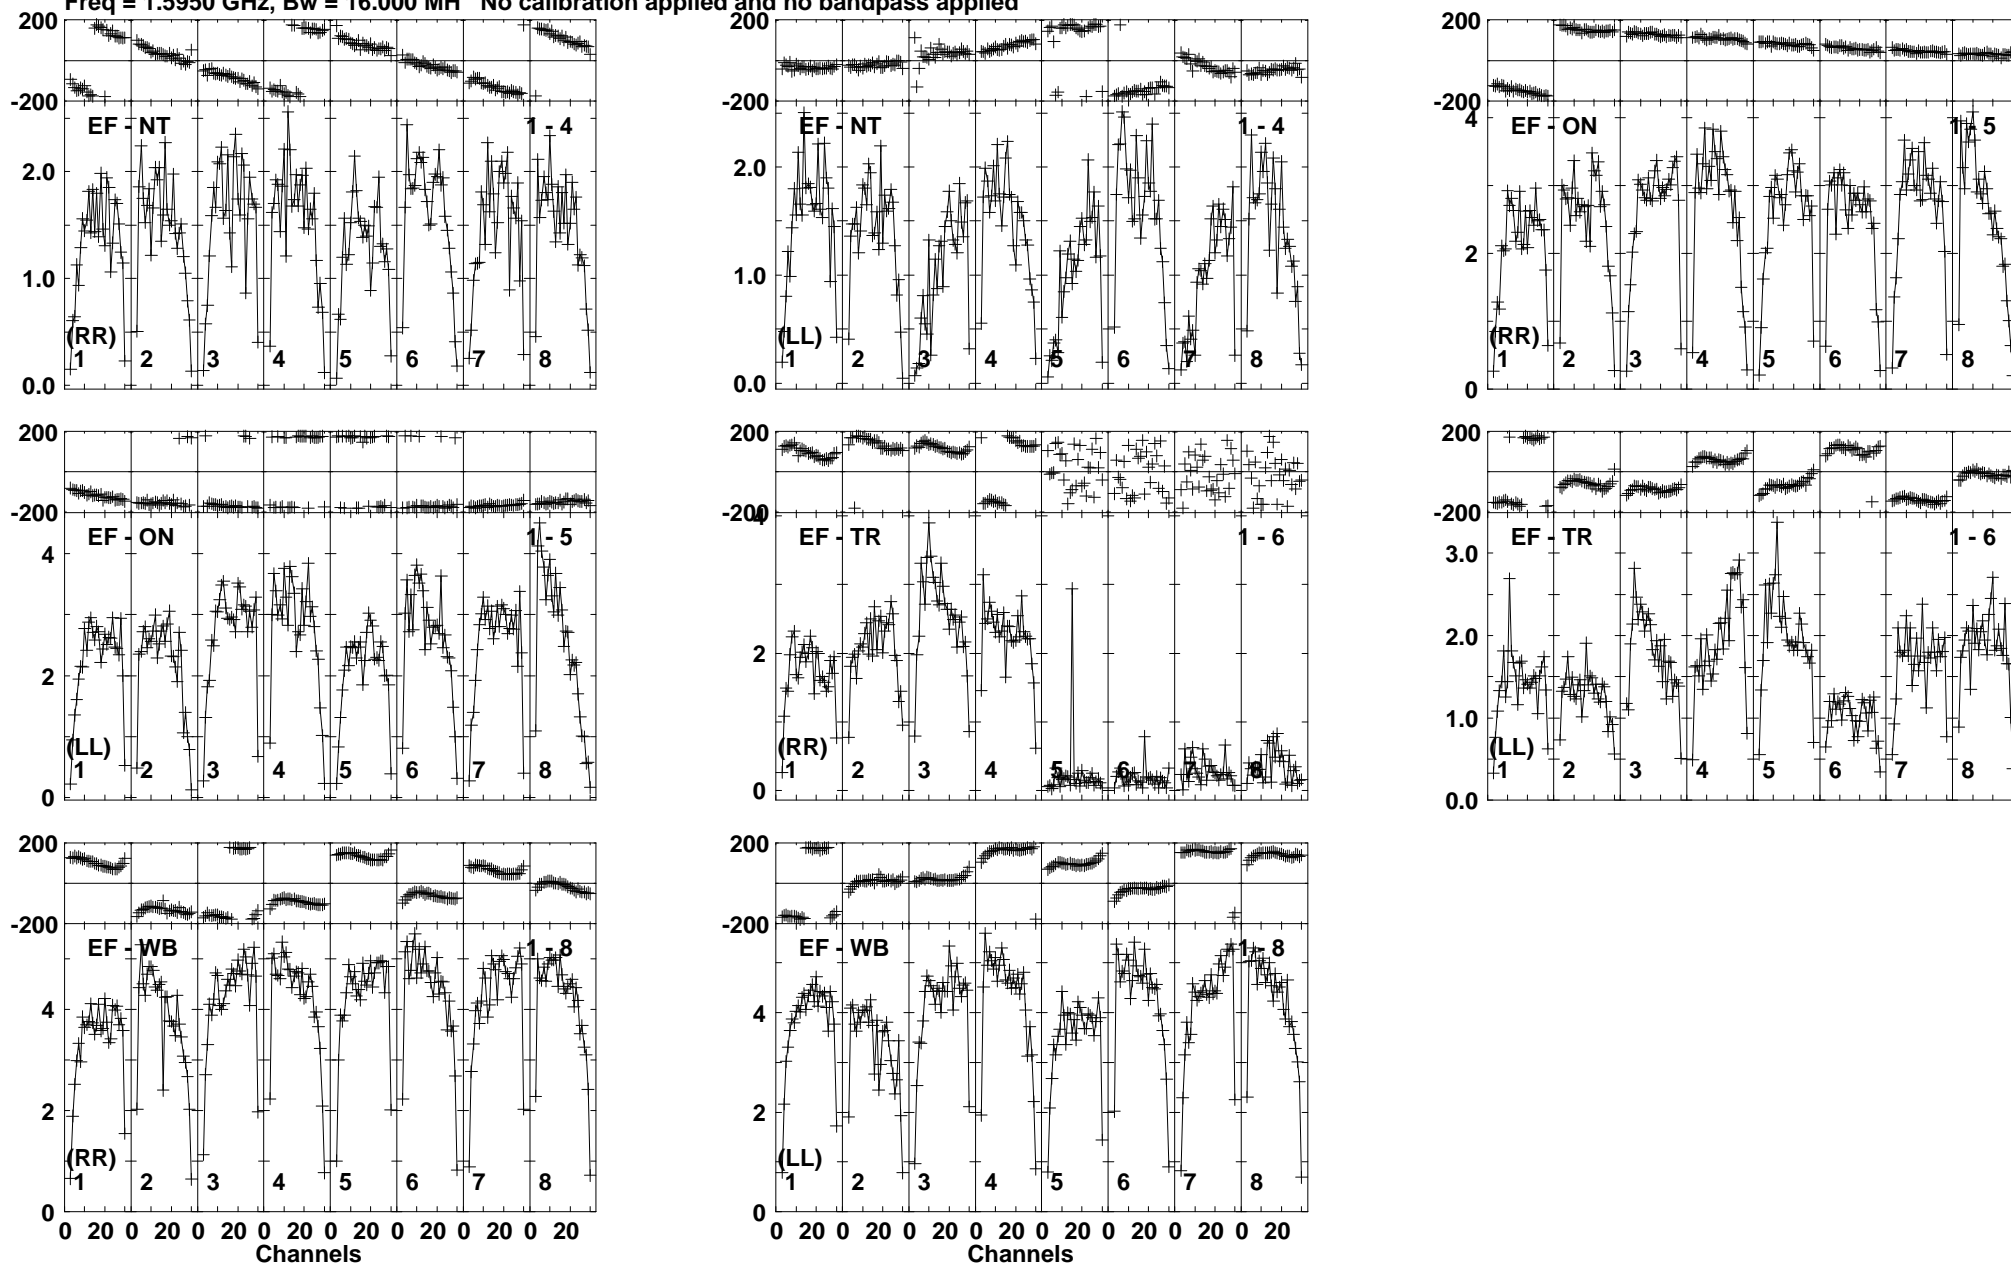 Freq = 1.5950 GHz, Bw = 16.000 MH No calibration applied and no bandpass applied
200 200 200
-200 -200 -200
EF - NT 1 - 4 EF - NT 1 - 4 4 EF - ON 1 - 5
2.0 2.0
2
1.0 1.0
(RR) (LL) (RR)
1 2 3 4 5 6 7 8 1 2 3 4 5 6 7 8 1 2 3 4 5 6 7 8
0.0 0.0 0
200 200 200
-200 -200 -200
EF - ON 1 - 5 4 EF - TR 1 - 6 EF - TR 1 - 6
4 3.0
2 2 2.0
1.0
(LL) (RR) (LL)
1 2 3 4 5 6 7 8 1 2 3 4 5 6 7 8 1 2 3 4 5 6 7 8
0 0 0.0
200 200
-200 -200
EF - WB 1 - 8 EF - WB 1 - 8
4 4
2 2
(RR) (LL)
1 2 3 4 5 6 7 8 1 2 3 4 5 6 7 8
0 0
0 20 0 20 0 20 0 20 0 20 0 20 0 20 0 20 0 20 0 20 0 20 0 20 0 20 0 20 0 20 0 20
Channels Channels